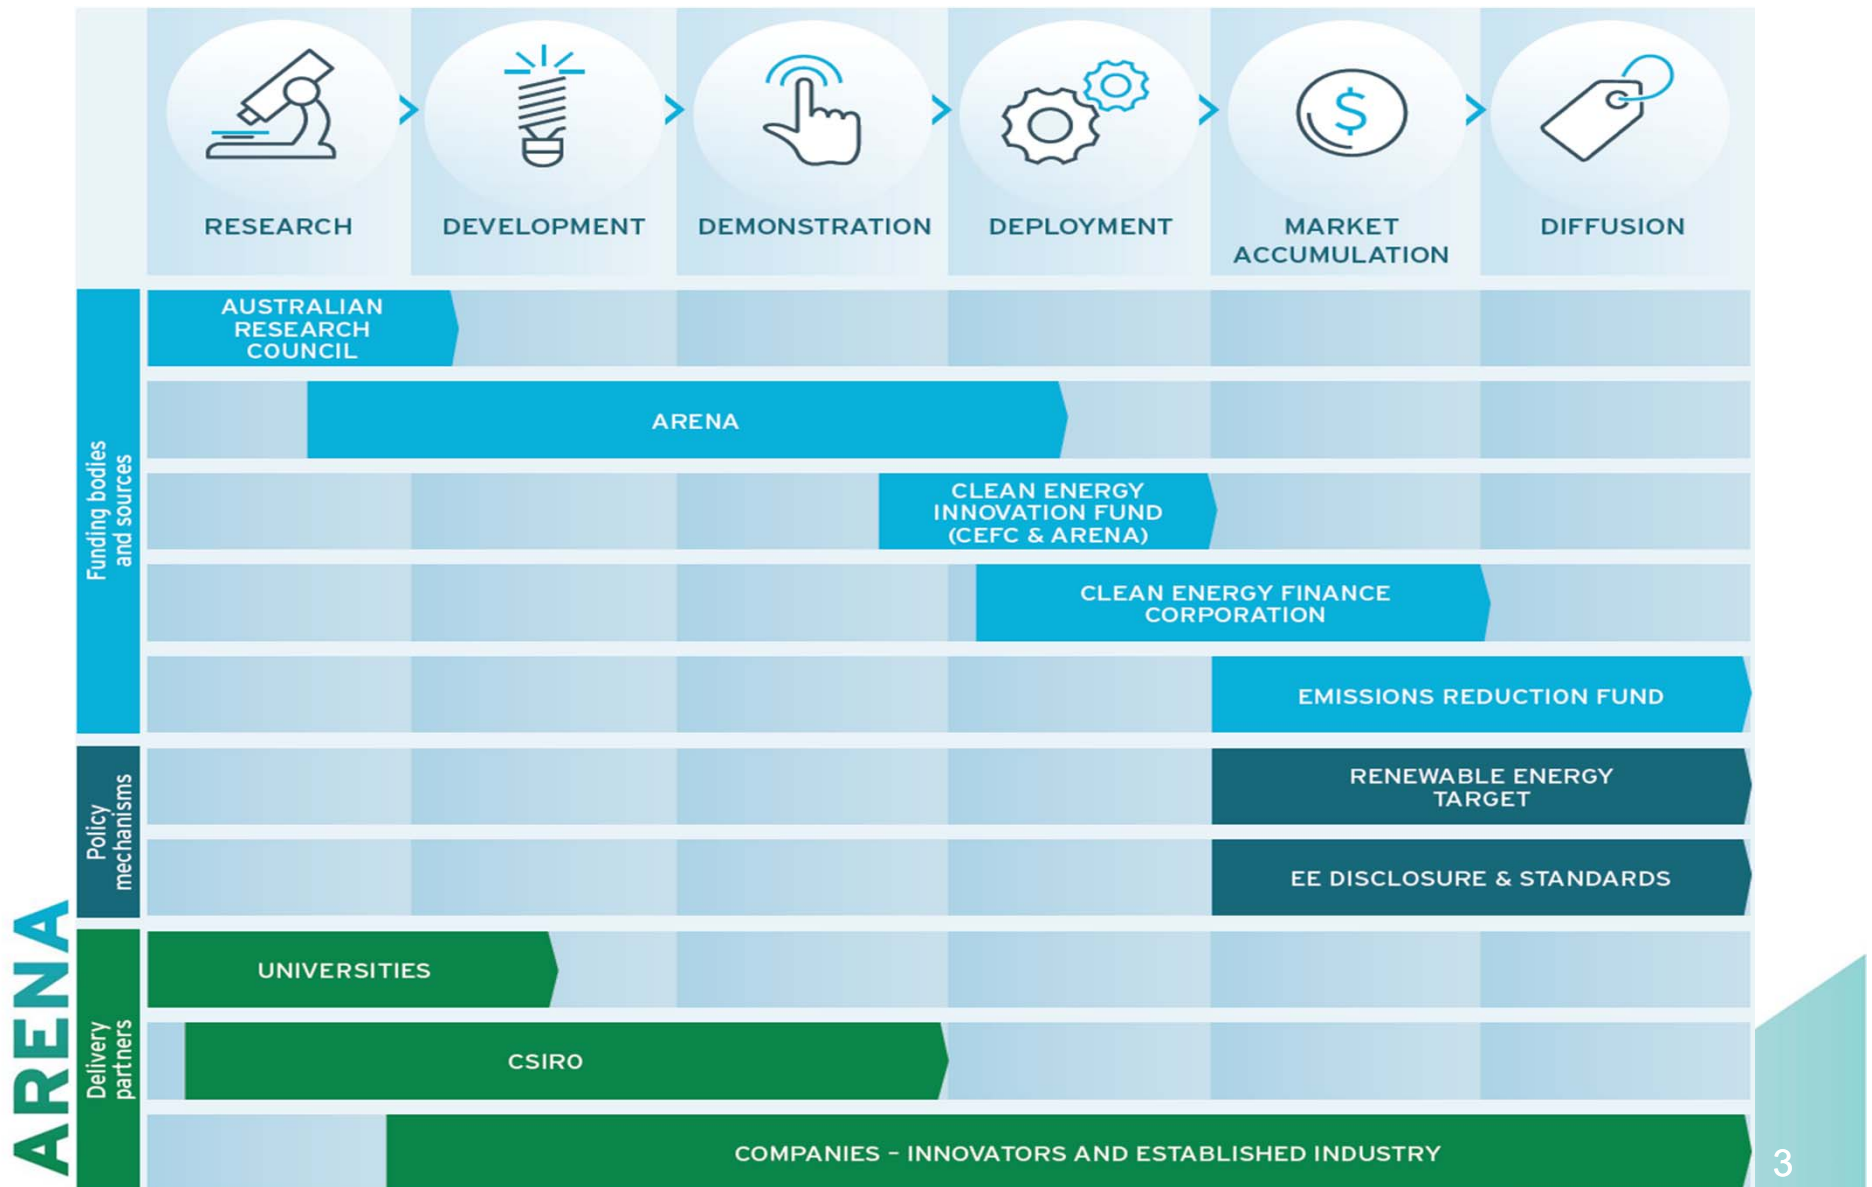 RESEARCH
DEVELOPMENT
DEMONSTRATION
DEPLOYMENT
MARKET
ACCUMULATION
DIFFUSION
Funding bodies
and sources
AUSTRALIAN
RESEARCH
COUNCIL
ARENA
CLEAN ENERGY
INNOVATION FUND
(CEFC & ARENA)
CLEAN ENERGY FINANCE
CORPORATION
EMISSIONS REDUCTION FUND
Policy
mechanisms
RENEWABLE ENERGY
TARGET
EE DISCLOSURE & STANDARDS
Delivery
partners
UNIVERSITIES
CSIRO
COMPANIES – INNOVATORS AND ESTABLISHED INDUSTRY
ARENA
3